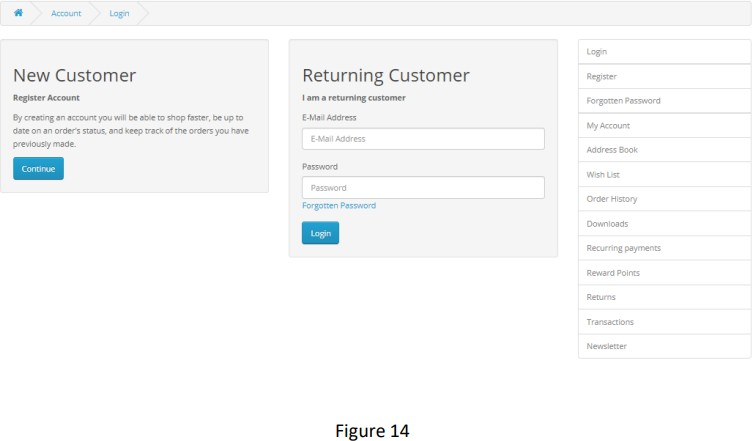 Account Login
New Customer
Register Account
By creating an account you will be able to shop faster, be up to
date on an order's status, and keep track of the orders you have
previously made.
Continue
Returning Customer
I am a returning customer
E-Mail Address
E-Mail Address
Password
Password
Forgotten Password
Login
Login
Register
Forgotten Password
My Account
Address Book
Wish List
Order History
Downloads
Recurring payments
Reward Points
Returns
Transactions
Newsletter
Figure 14